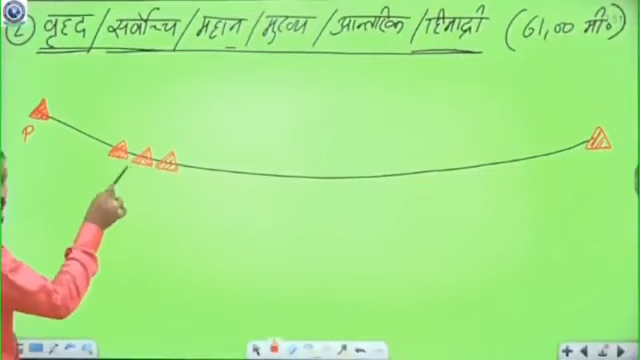 ② वृहद/सर्वोच्च/महान/मुख्य/आन्तरिक/हिमाद्री (61,00 मी०)
P